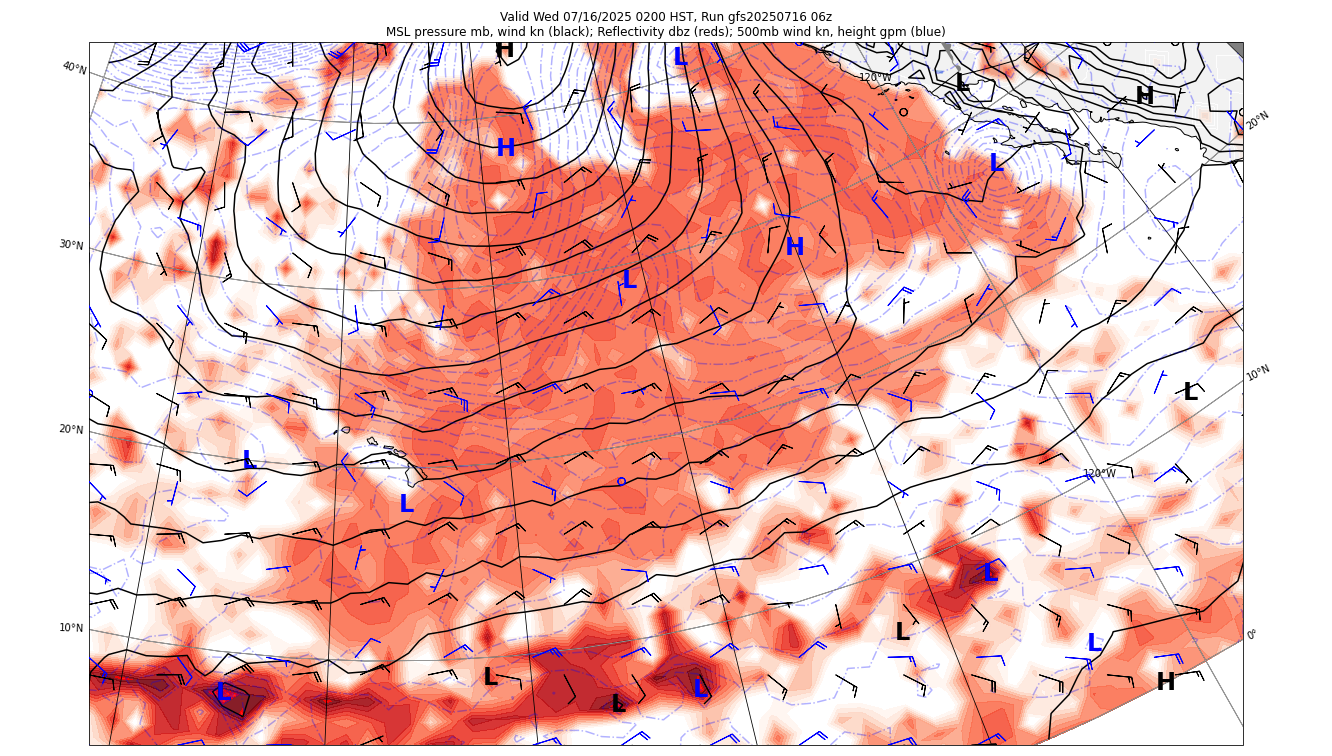 Valid Wed 07/16/2025 0200 HST, Run gfs20250716 06z
MSL pressure mb, wind kn (black); Reflectivity dbz (reds); 500mb wind kn, height gpm (blue)
H
L
40°N
120°W
L
H
20°N
H
L
30°N
H
L
10°N
L
20°N
L
120°W
L
L
10°N
L
L
0°
L
H
L
L
L